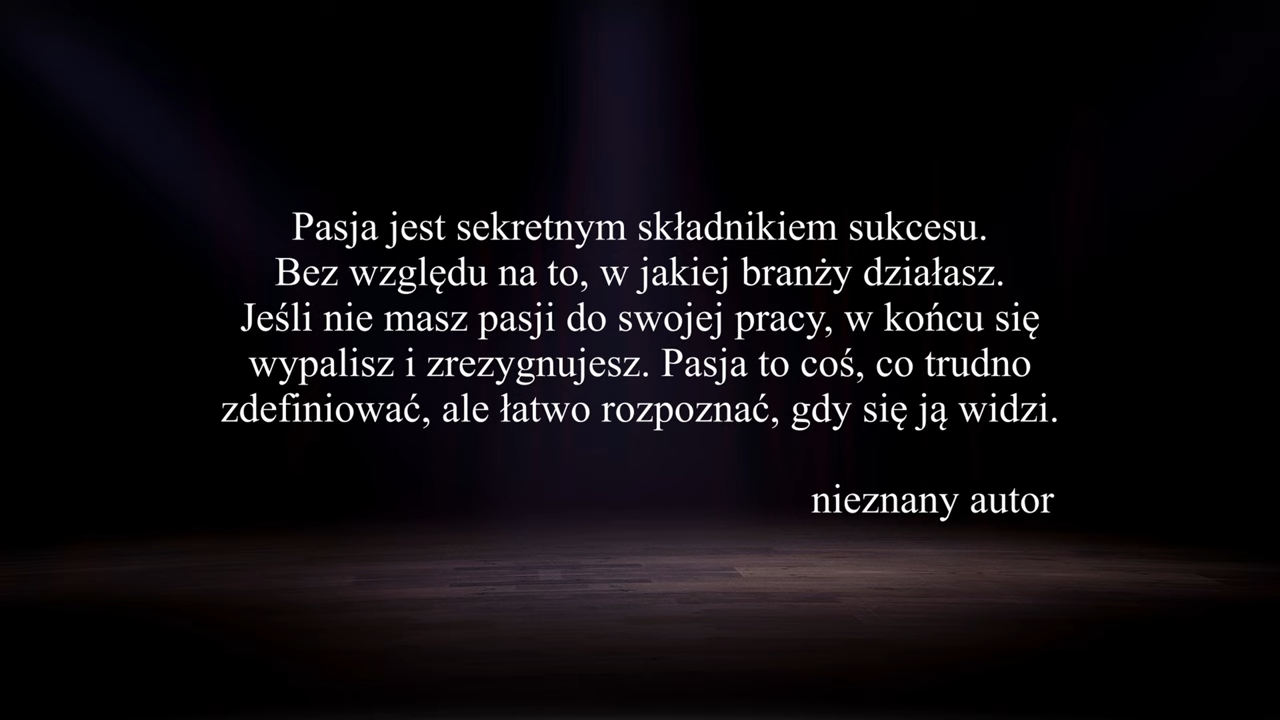 Pasja jest sekretnym składnikiem sukcesu.
Bez względu na to, w jakiej branży działasz.
Jeśli nie masz pasji do swojej pracy, w końcu się
wypalisz i zrezygnujesz. Pasja to coś, co trudno
zdefiniować, ale łatwo rozpoznać, gdy się ją widzi.
nieznany autor